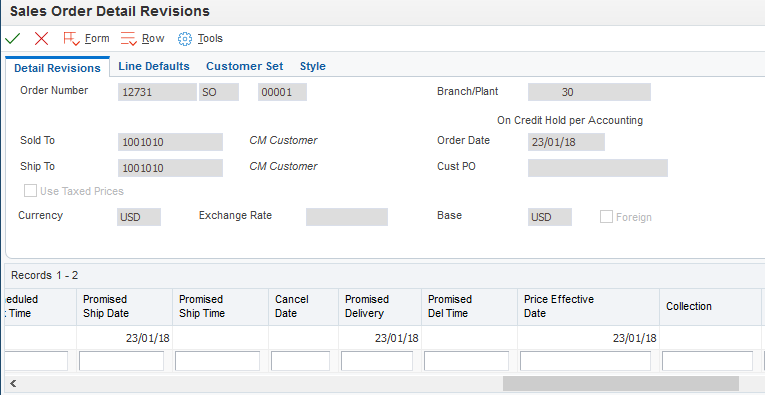 Sales Order Detail Revisions
Form Row Tools
Detail Revisions Line Defaults Customer Set Style
Order Number 12731 SO 00001 Branch/Plant 30
On Credit Hold per Accounting
Sold To 1001010 CM Customer Order Date 23/01/18
Ship To 1001010 CM Customer Cust PO
Use Taxed Prices
Currency USD Exchange Rate Base USD Foreign
Records 1 - 2
Promised Promised Cancel Promised Promised Price Effective
Time Ship Date Ship Time Date Delivery Del Time Date Collection
23/01/18 23/01/18 23/01/18